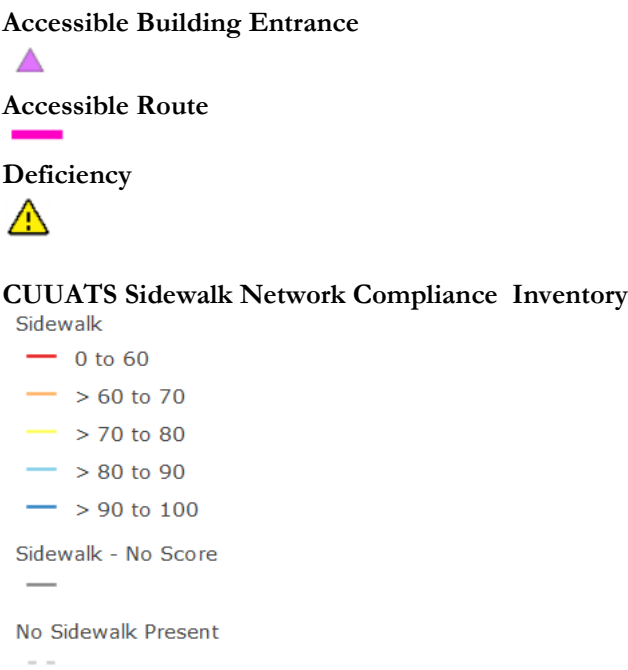 Accessible Building Entrance
Accessible Route
Deficiency
CUUATS Sidewalk Network Compliance Inventory
Sidewalk
0 to 60
> 60 to 70
> 70 to 80
> 80 to 90
> 90 to 100
Sidewalk - No Score
No Sidewalk Present